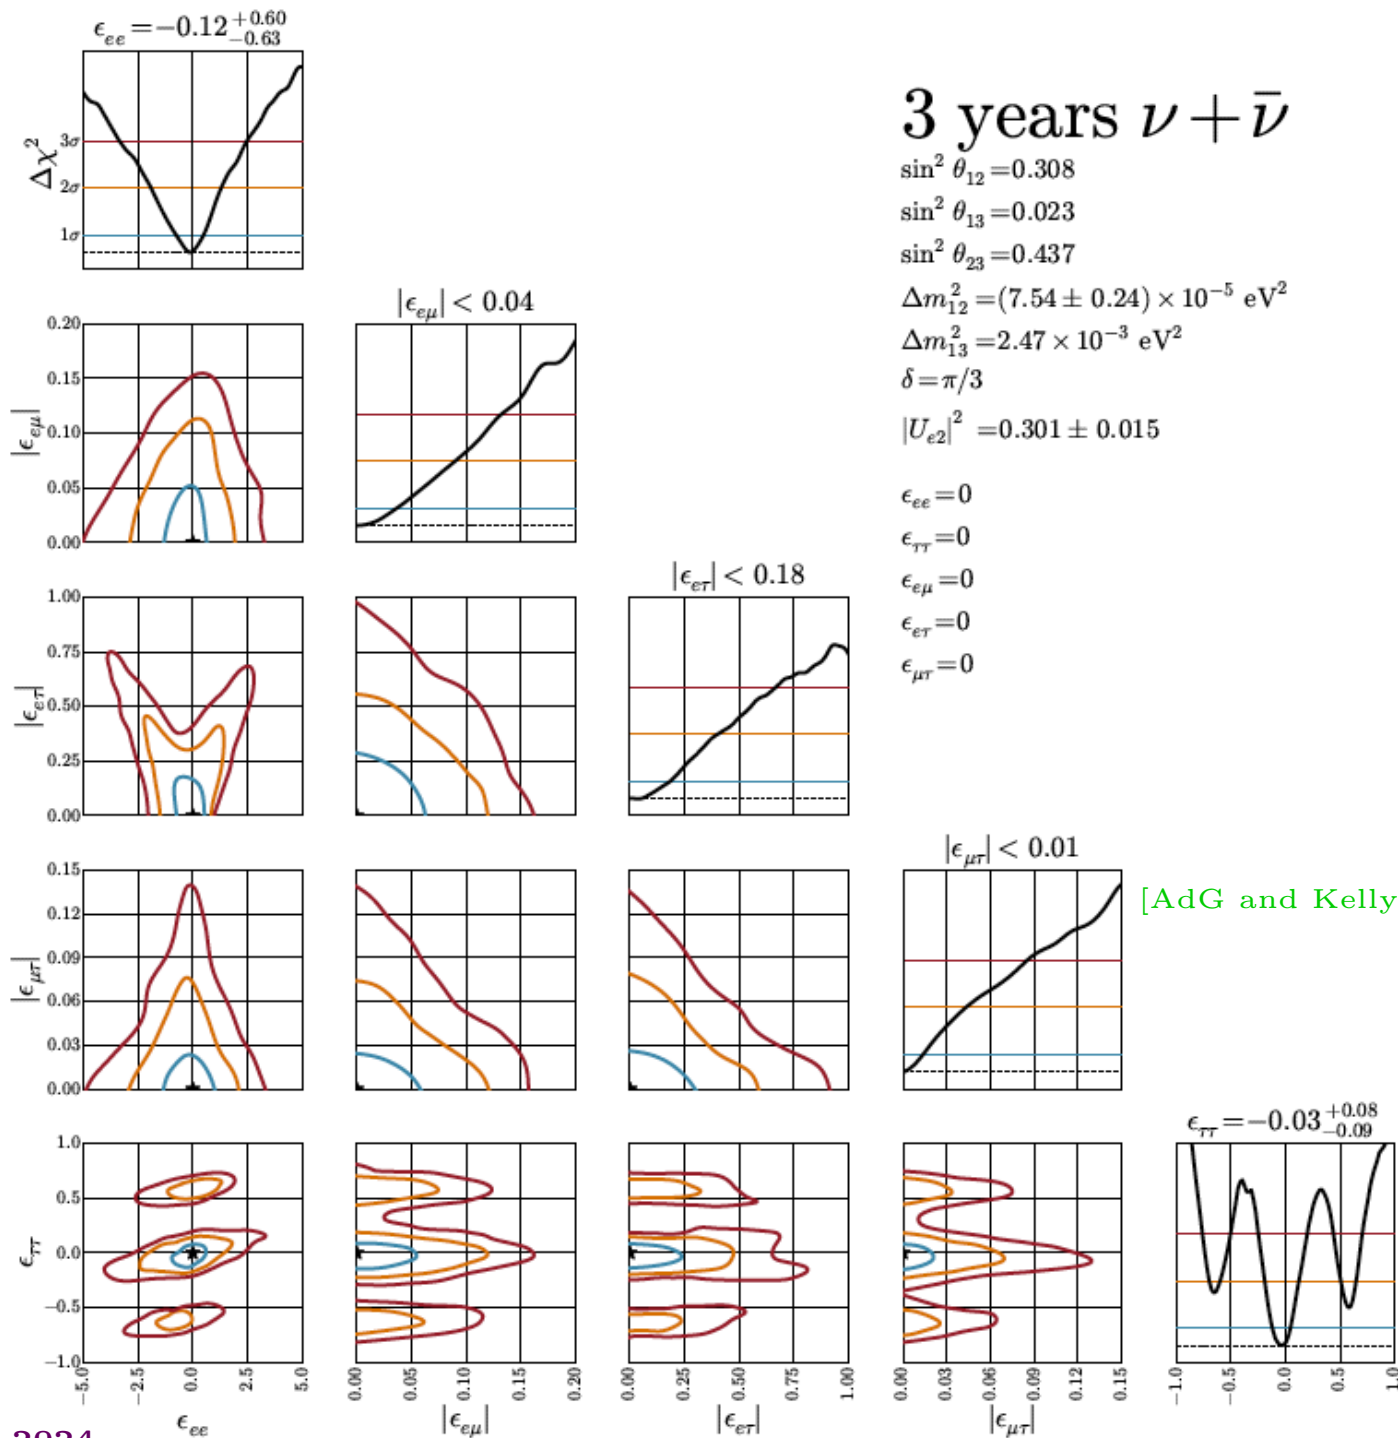 ϵ_ee = −0.12 +0.60 −0.63
Δχ²
3σ
2σ
1σ
3 years ν + ν̄
sin² θ₁₂ = 0.308
sin² θ₁₃ = 0.023
sin² θ₂₃ = 0.437
Δm²₁₂ = (7.54 ± 0.24) × 10⁻⁵ eV²
Δm²₁₃ = 2.47 × 10⁻³ eV²
δ = π/3
|U_e2|² = 0.301 ± 0.015
ϵ_ee = 0
ϵ_ττ = 0
ϵ_eμ = 0
ϵ_eτ = 0
ϵ_μτ = 0
|ϵ_eμ| < 0.04
|ϵ_eμ|
0.20
0.15
0.10
0.05
0.00
|ϵ_eτ| < 0.18
|ϵ_eτ|
1.00
0.75
0.50
0.25
0.00
|ϵ_μτ| < 0.01
|ϵ_μτ|
0.15
0.12
0.09
0.06
0.03
0.00
[AdG and Kelly
ϵ_ττ = −0.03 +0.08 −0.09
ϵ_ττ
1.0
0.5
0.0
−0.5
−1.0
−5.0 −2.5 0.0 2.5 5.0
0.00 0.05 0.10 0.15 0.20
0.00 0.25 0.50 0.75 1.00
0.00 0.03 0.06 0.09 0.12 0.15
−1.0 −0.5 0.0 0.5 1.0
ϵ_ee
|ϵ_eμ|
|ϵ_eτ|
|ϵ_μτ|